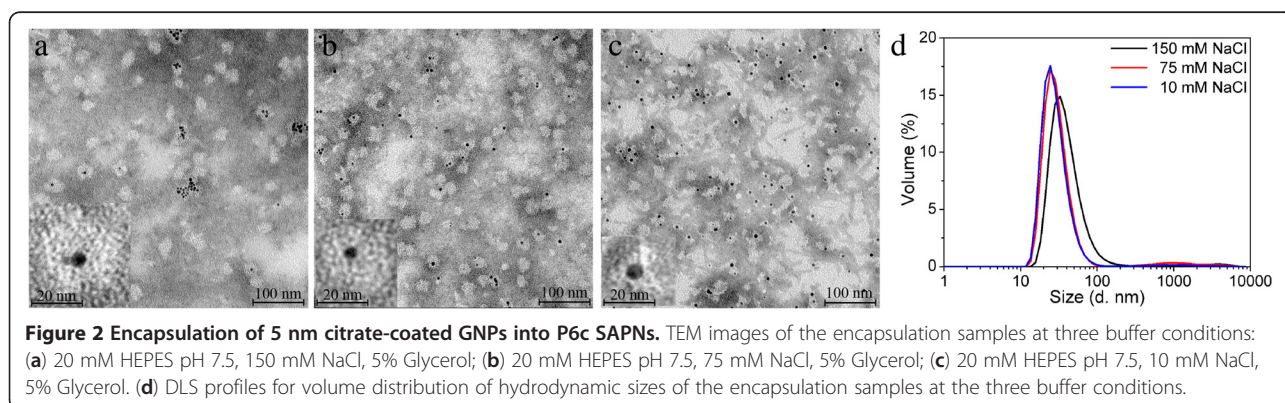 a
b
c
d
20 nm
100 nm
20 nm
100 nm
20 nm
100 nm
150 mM NaCl
75 mM NaCl
10 mM NaCl
Volume (%)
20
15
10
5
0
1 10 100 1000 10000
Size (d. nm)
Figure 2 Encapsulation of 5 nm citrate-coated GNPs into P6c SAPNs. TEM images of the encapsulation samples at three buffer conditions:
(a) 20 mM HEPES pH 7.5, 150 mM NaCl, 5% Glycerol; (b) 20 mM HEPES pH 7.5, 75 mM NaCl, 5% Glycerol; (c) 20 mM HEPES pH 7.5, 10 mM NaCl,
5% Glycerol. (d) DLS profiles for volume distribution of hydrodynamic sizes of the encapsulation samples at the three buffer conditions.